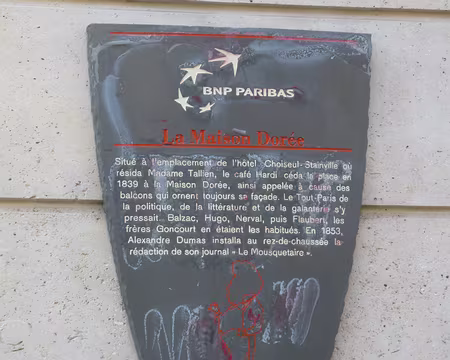 BNP PARIBAS
La Maison Dorée
Situé à l'emplacement de l'hôtel Choiseul-Stainville où
résida Madame Tallien, le café Hardi céda la place en
1839 à la Maison Dorée, ainsi appelée à cause des
balcons qui ornent toujours sa façade. Le Tout-Paris de
la politique, de la littérature et de la galanterie s'y
pressait. Balzac, Hugo, Nerval, puis Flaubert, les
frères Goncourt en étaient les habitués. En 1853,
Alexandre Dumas installa au rez-de-chaussée la
rédaction de son journal « Le Mousquetaire ».